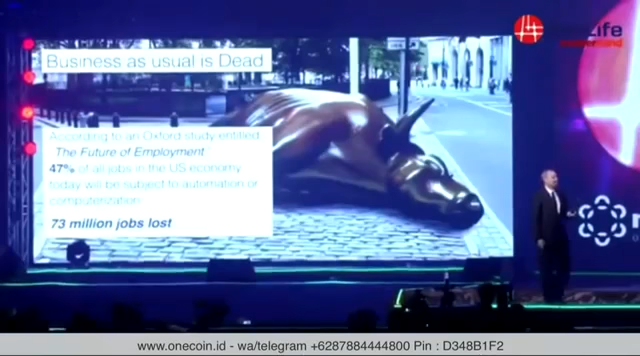 Business as usual is Dead
According to an Oxford study entitled
The Future of Employment
47% of all jobs in the US economy
today will be subject to automation or
computerization
73 million jobs lost
www.onecoin.id - wa/telegram +6287884444800 Pin : D348B1F2